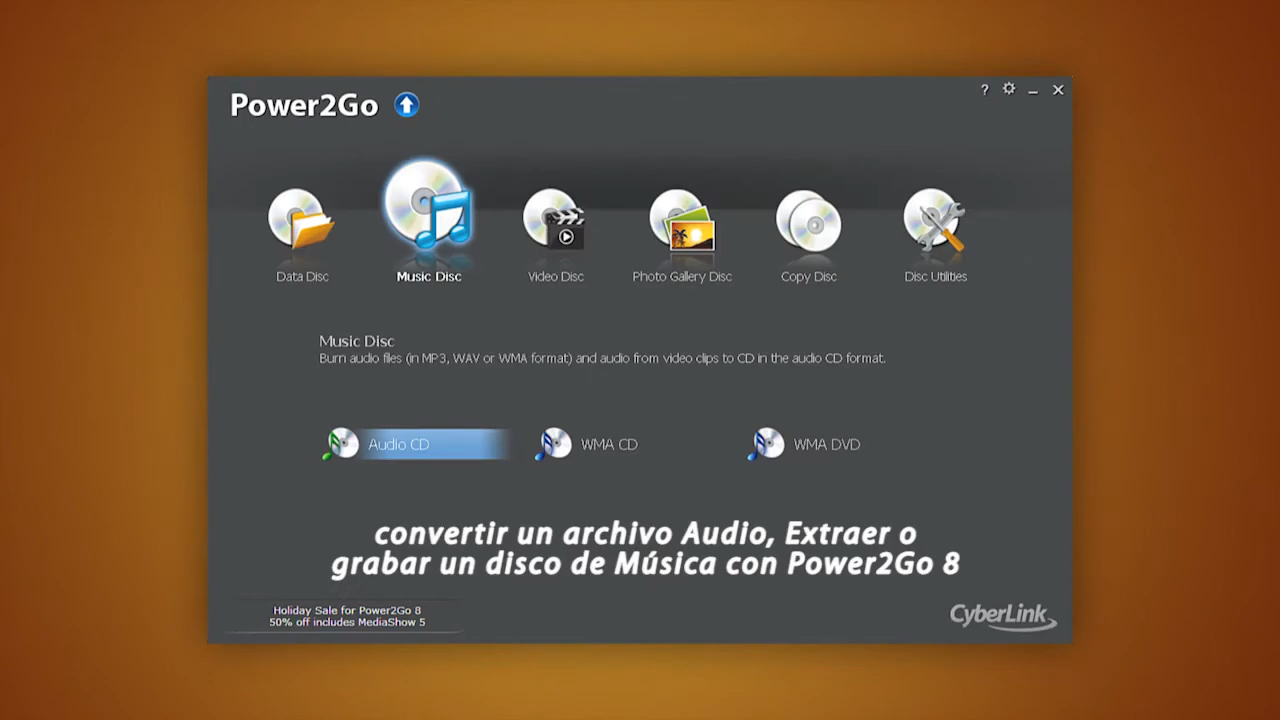 Power2Go
?
Data Disc
Music Disc
Video Disc
Photo Gallery Disc
Copy Disc
Disc Utilities
Music Disc
Burn audio files (in MP3, WAV or WMA format) and audio from video clips to CD in the audio CD format.
Audio CD
WMA CD
WMA DVD
convertir un archivo Audio, Extraer o
grabar un disco de Música con Power2Go 8
Holiday Sale for Power2Go 8
50% off includes MediaShow 5
CyberLink